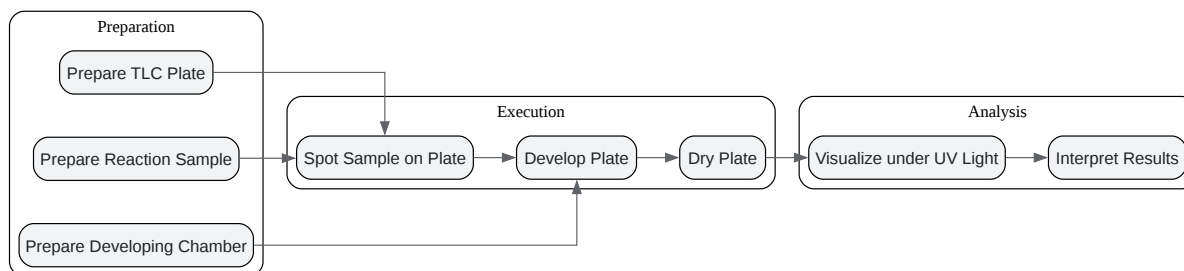 Preparation
Prepare TLC Plate
Prepare Reaction Sample
Prepare Developing Chamber
Execution
Spot Sample on Plate
Develop Plate
Dry Plate
Analysis
Visualize under UV Light
Interpret Results